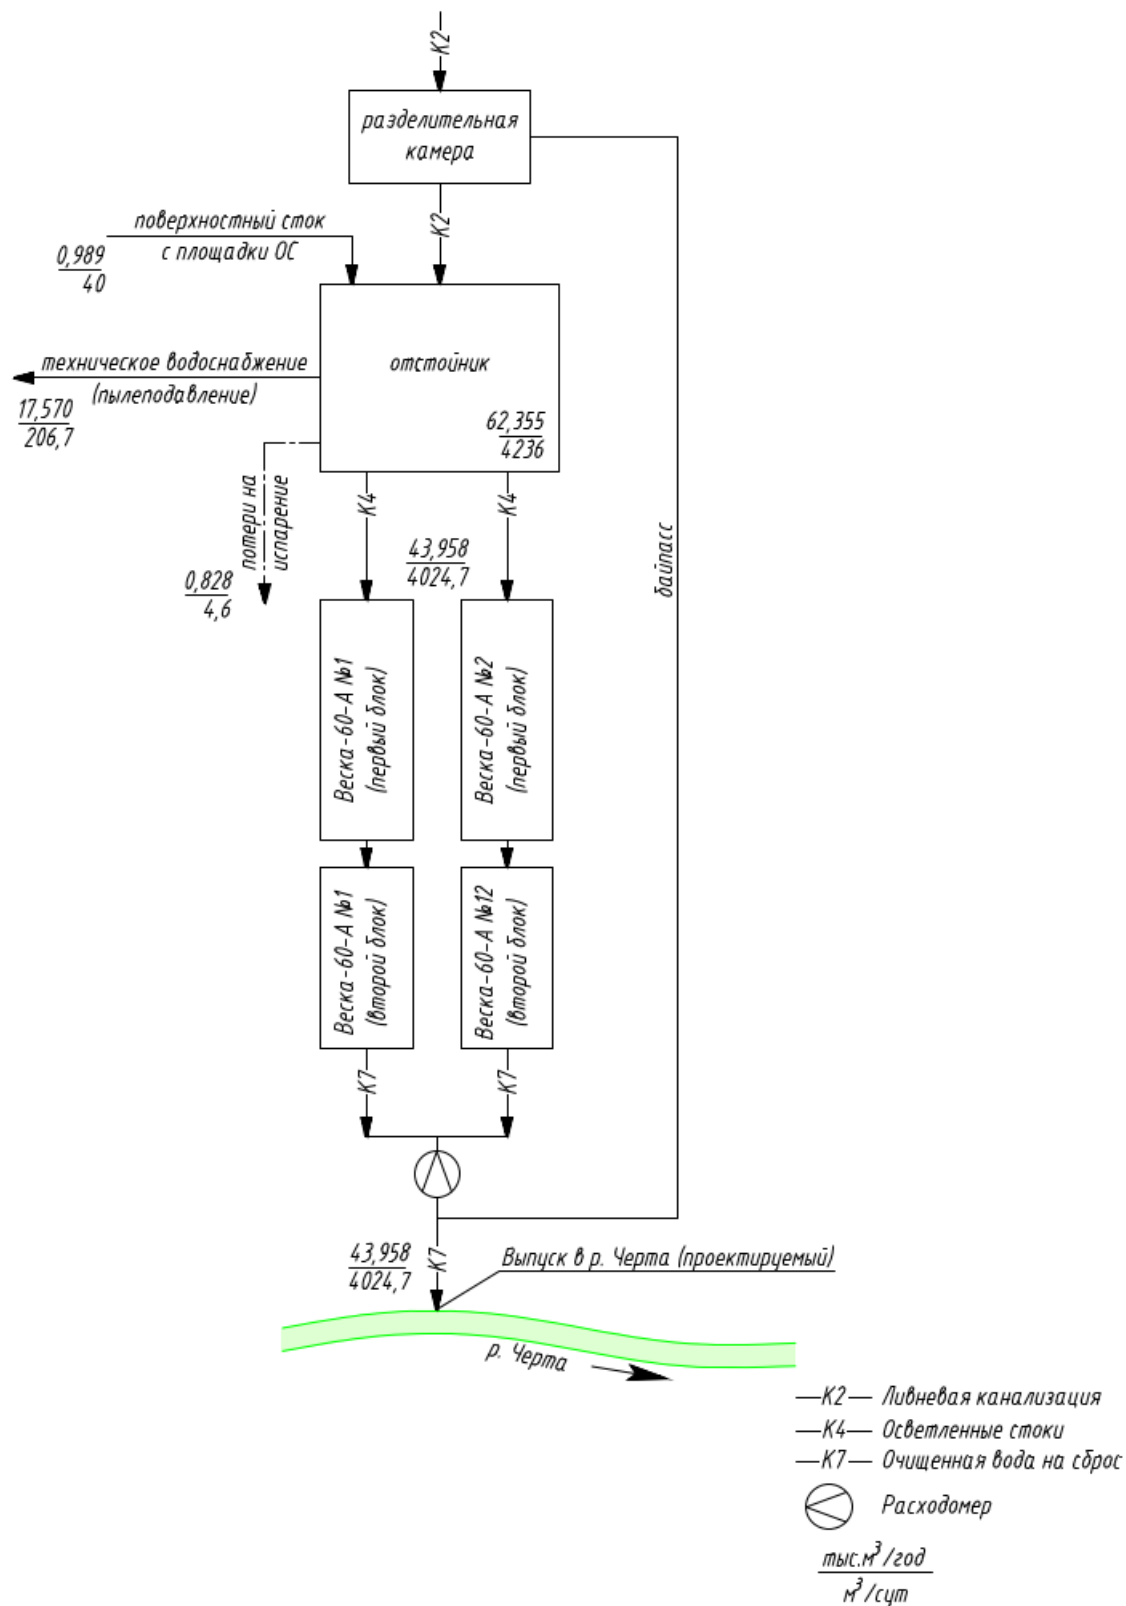 К2
разделительная
камера
К2
поверхностный сток
с площадки ОС
0,989
40
техническое водоснабжение
(пылеподавление)
17,570
206,7
отстойник
62,355
4236
потери на
испарение
0,828
4,6
К4
К4
43,958
4024,7
байпасс
Веска-60-А №1
(первый блок)
Веска-60-А №2
(первый блок)
Веска-60-А №1
(второй блок)
Веска-60-А №12
(второй блок)
К7
К7
43,958
4024,7
К7
Выпуск в р. Черта (проектируемый)
р. Черта
К2 Ливневая канализация
К4 Осветленные стоки
К7 Очищенная вода на сброс
Расходомер
тыс.м³/год
м³/сут